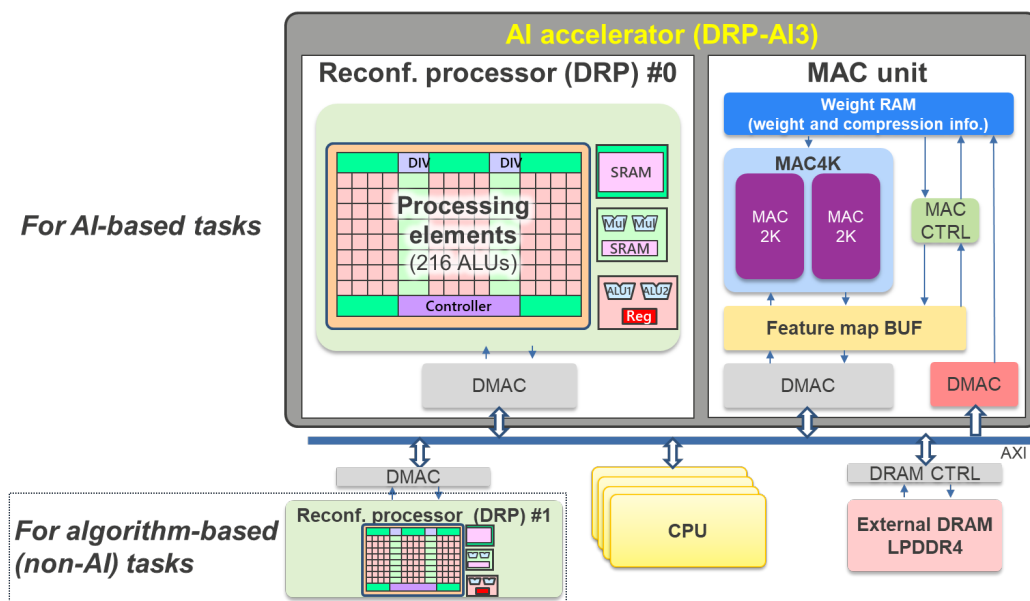 AI accelerator (DRP-AI3)
Reconf. processor (DRP) #0
DIV
DIV
Processing
elements
(216 ALUs)
Controller
SRAM
Mul
Mul
SRAM
ALU1
ALU2
Reg
DMAC
MAC unit
Weight RAM
(weight and compression info.)
MAC4K
MAC
2K
MAC
2K
MAC
CTRL
Feature map BUF
DMAC
DMAC
For AI-based tasks
AXI
DMAC
Reconf. processor (DRP) #1
For algorithm-based
(non-AI) tasks
CPU
DRAM CTRL
External DRAM
LPDDR4